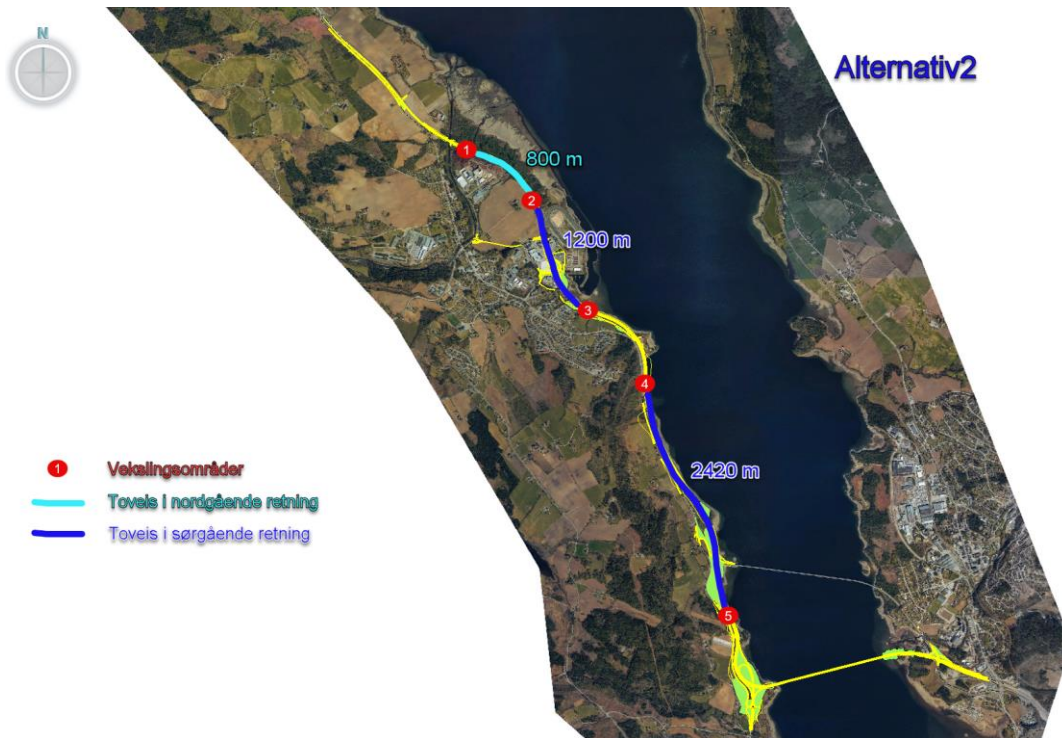 N
Alternativ2
1
800 m
2
1200 m
3
4
2420 m
5
1 Vekslingsområder
Toveis i nordgående retning
Toveis i sørgående retning